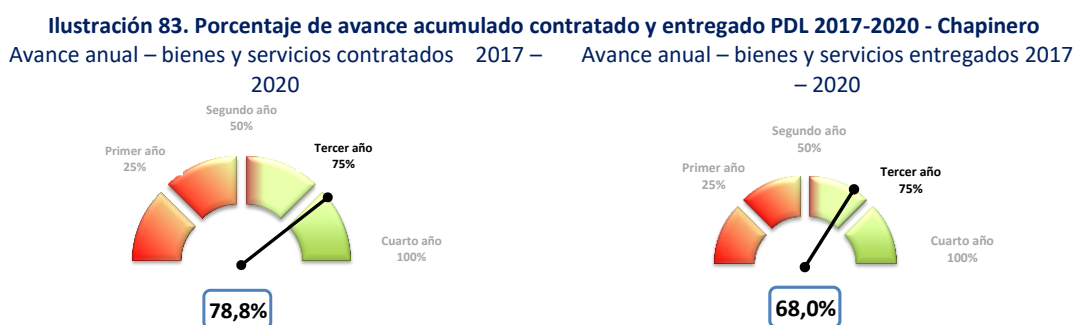 Ilustración 83. Porcentaje de avance acumulado contratado y entregado PDL 2017-2020 - Chapinero
Avance anual – bienes y servicios contratados 2017 –
2020
Segundo año
50%
Primer año
25%
Tercer año
75%
Cuarto año
100%
78,8%
Avance anual – bienes y servicios entregados 2017
– 2020
Segundo año
50%
Primer año
25%
Tercer año
75%
Cuarto año
100%
68,0%